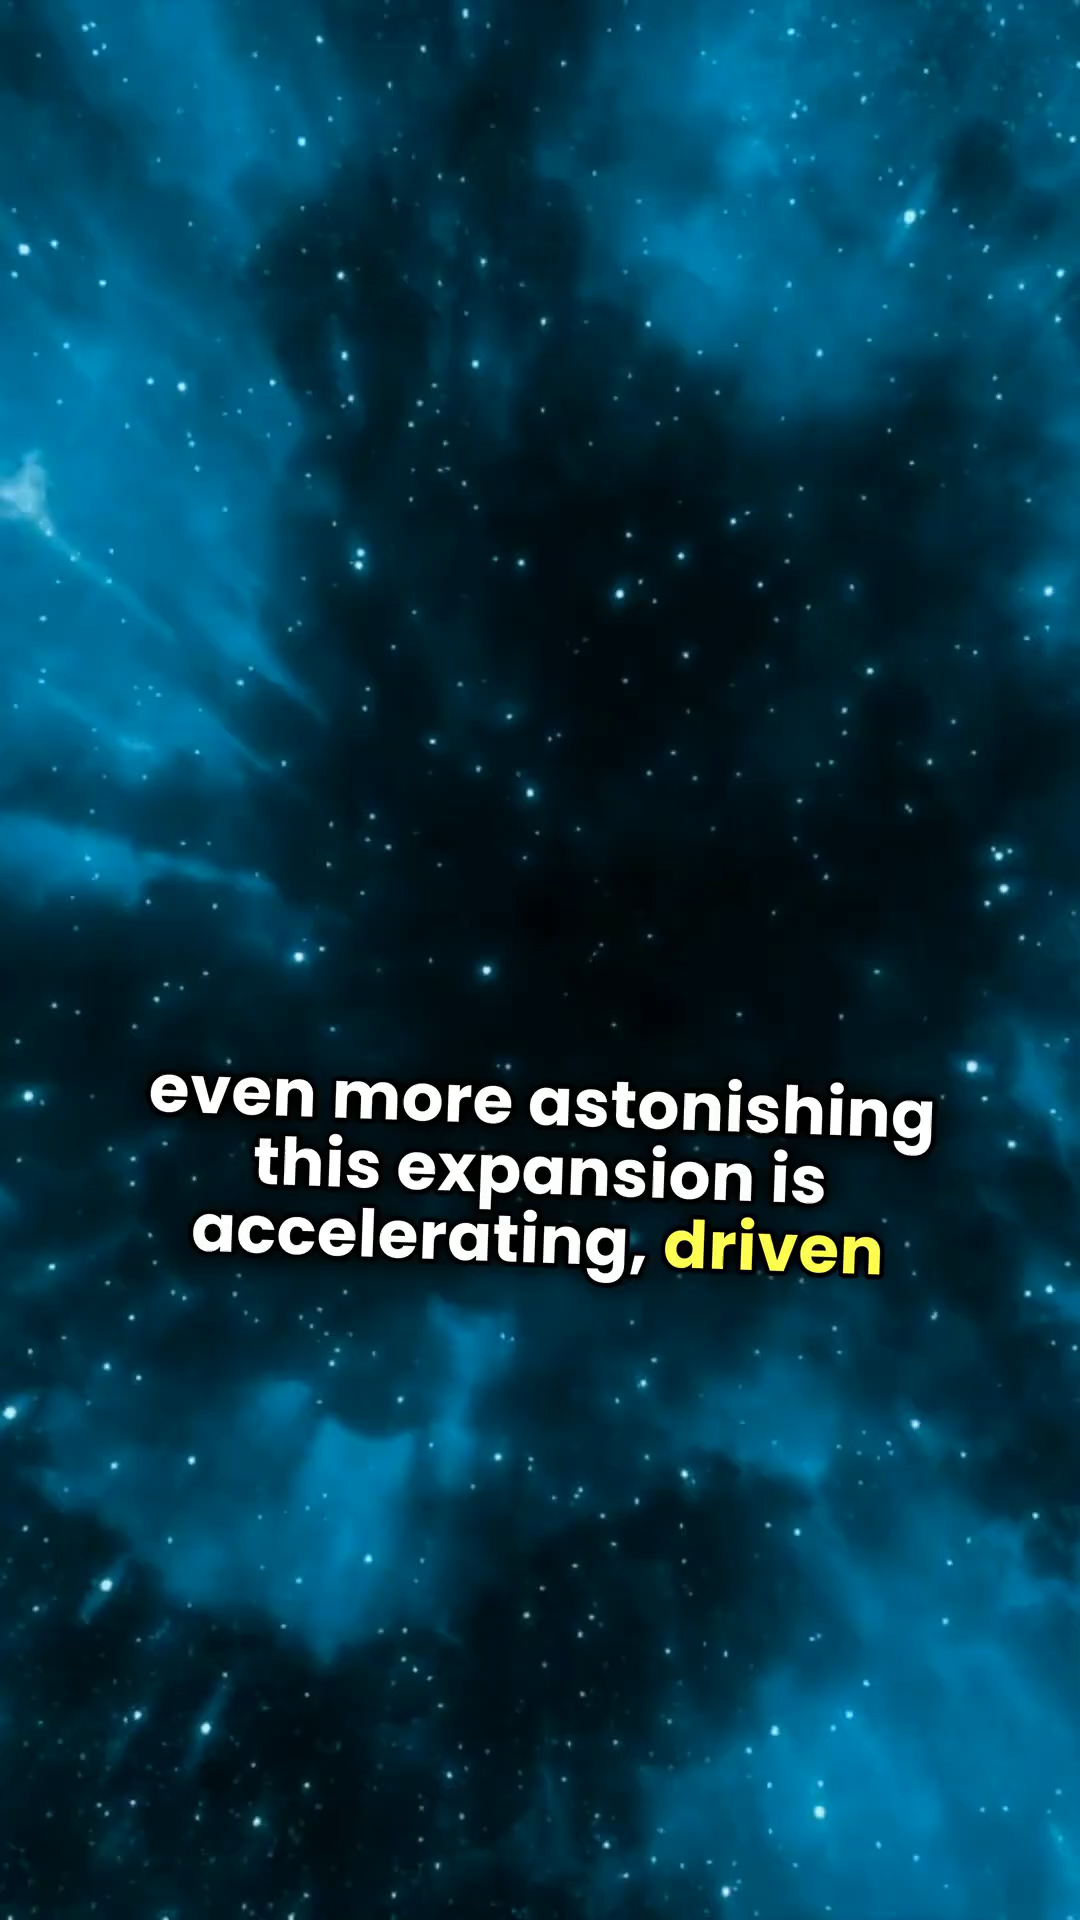 even more astonishing
this expansion is
accelerating, driven